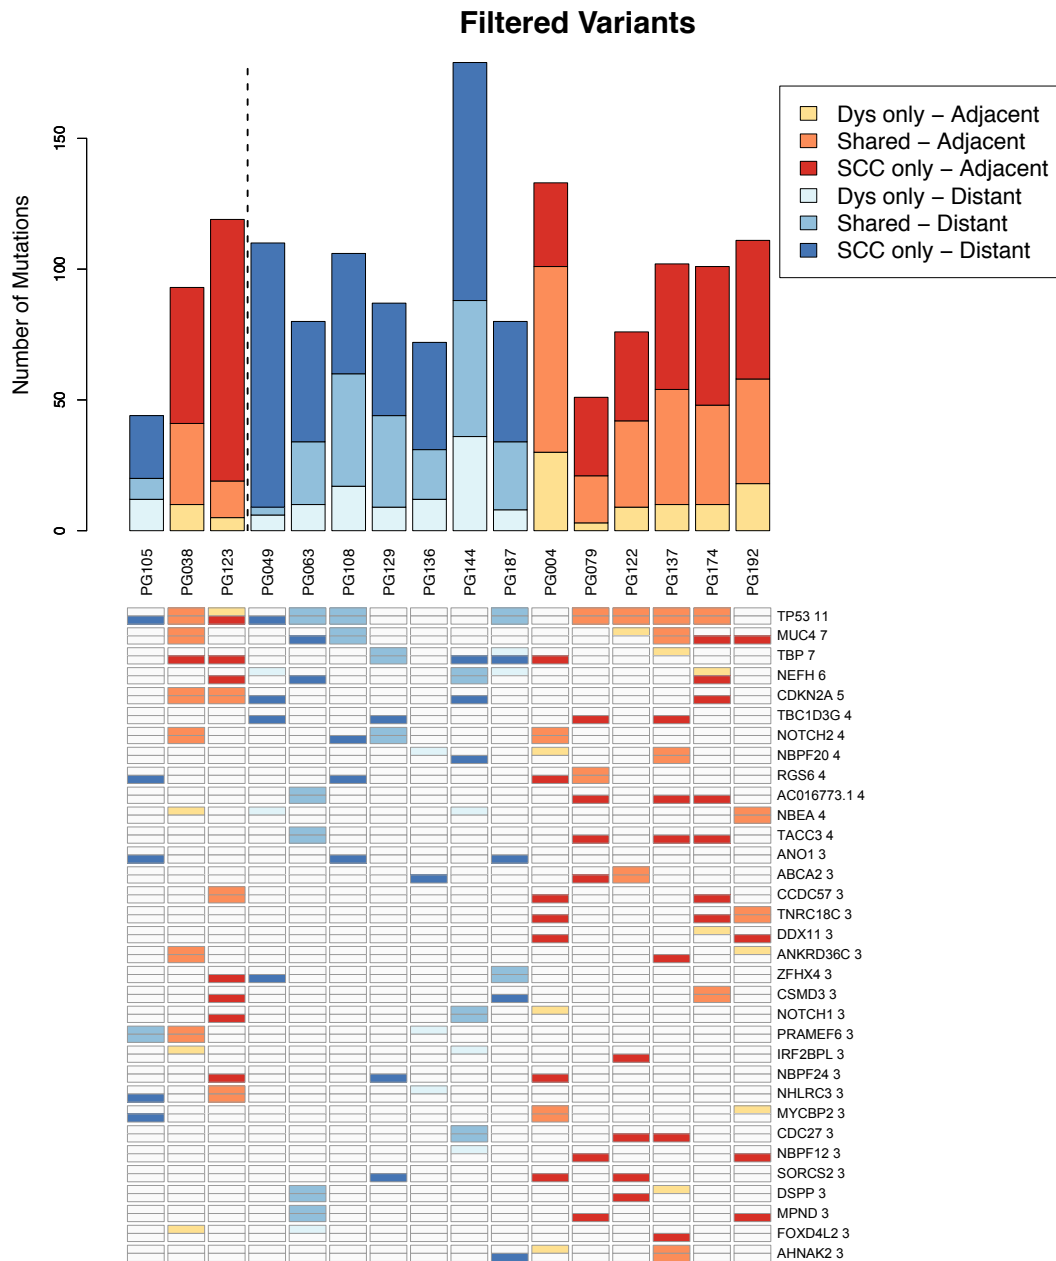 Filtered Variants
Number of Mutations
150
100
50
0
Dys only – Adjacent
Shared – Adjacent
SCC only – Adjacent
Dys only – Distant
Shared – Distant
SCC only – Distant
PG105 PG038 PG123 PG049 PG063 PG108 PG129 PG136 PG144 PG187 PG004 PG079 PG122 PG137 PG174 PG192
TP53 11
MUC4 7
TBP 7
NEFH 6
CDKN2A 5
TBC1D3G 4
NOTCH2 4
NBPF20 4
RGS6 4
AC016773.1 4
NBEA 4
TACC3 4
ANO1 3
ABCA2 3
CCDC57 3
TNRC18C 3
DDX11 3
ANKRD36C 3
ZFHX4 3
CSMD3 3
NOTCH1 3
PRAMEF6 3
IRF2BPL 3
NBPF24 3
NHLRC3 3
MYCBP2 3
CDC27 3
NBPF12 3
SORCS2 3
DSPP 3
MPND 3
FOXD4L2 3
AHNAK2 3